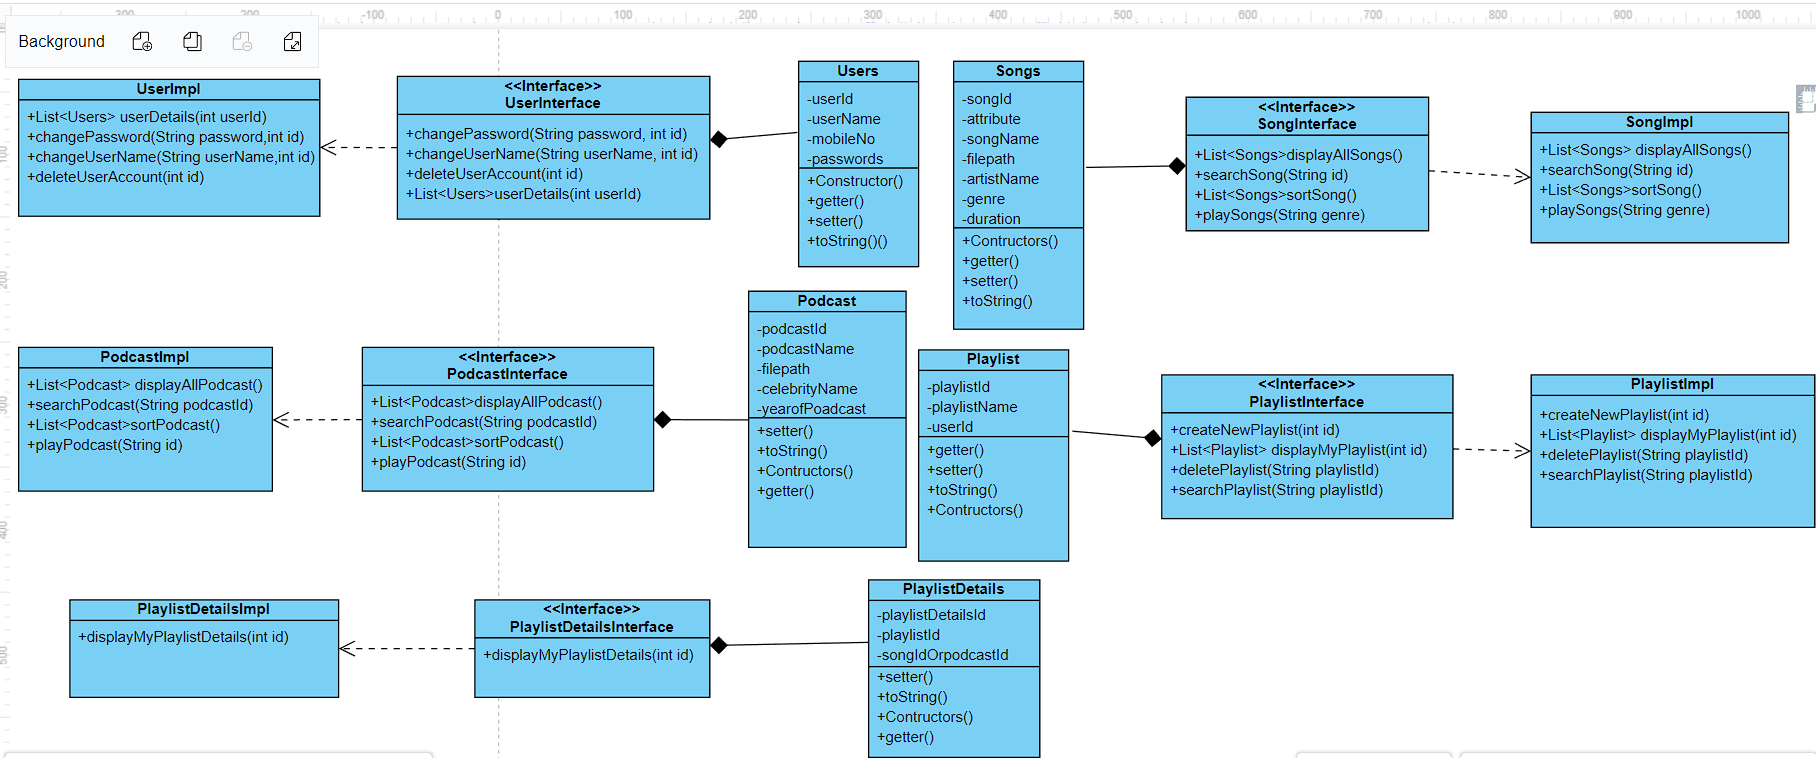 -300 -100 0 100 200 300 400 500 600 700 800 900 1000
Background
UserImpl
+List<Users> userDetails(int userId)
+changePassword(String password,int id)
+changeUserName(String userName,int id)
+deleteUserAccount(int id)
<<Interface>>
UserInterface
+changePassword(String password, int id)
+changeUserName(String userName, int id)
+deleteUserAccount(int id)
+List<Users>userDetails(int userId)
Users
-userId
-userName
-mobileNo
-passwords
+Constructor()
+getter()
+setter()
+toString()()
Songs
-songId
-attribute
-songName
-filepath
-artistName
-genre
-duration
+Contructors()
+getter()
+setter()
+toString()
<<Interface>>
SongInterface
+List<Songs>displayAllSongs()
+searchSong(String id)
+List<Songs>sortSong()
+playSongs(String genre)
SongImpl
+List<Songs> displayAllSongs()
+searchSong(String id)
+List<Songs>sortSong()
+playSongs(String genre)
PodcastImpl
+List<Podcast> displayAllPodcast()
+searchPodcast(String podcastId)
+List<Podcast>sortPodcast()
+playPodcast(String id)
<<Interface>>
PodcastInterface
+List<Podcast>displayAllPodcast()
+searchPodcast(String podcastId)
+List<Podcast>sortPodcast()
+playPodcast(String id)
Podcast
-podcastId
-podcastName
-filepath
-celebrityName
-yearofPoadcast
+setter()
+toString()
+Contructors()
+getter()
Playlist
-playlistId
-playlistName
-userId
+getter()
+setter()
+toString()
+Contructors()
<<Interface>>
PlaylistInterface
+createNewPlaylist(int id)
+List<Playlist> displayMyPlaylist(int id)
+deletePlaylist(String playlistId)
+searchPlaylist(String playlistId)
PlaylistImpl
+createNewPlaylist(int id)
+List<Playlist> displayMyPlaylist(int id)
+deletePlaylist(String playlistId)
+searchPlaylist(String playlistId)
PlaylistDetailsImpl
+displayMyPlaylistDetails(int id)
<<Interface>>
PlaylistDetailsInterface
+displayMyPlaylistDetails(int id)
PlaylistDetails
-playlistDetailsId
-playlistId
-songIdOrpodcastId
+setter()
+toString()
+Contructors()
+getter()
100
200
300
400
500